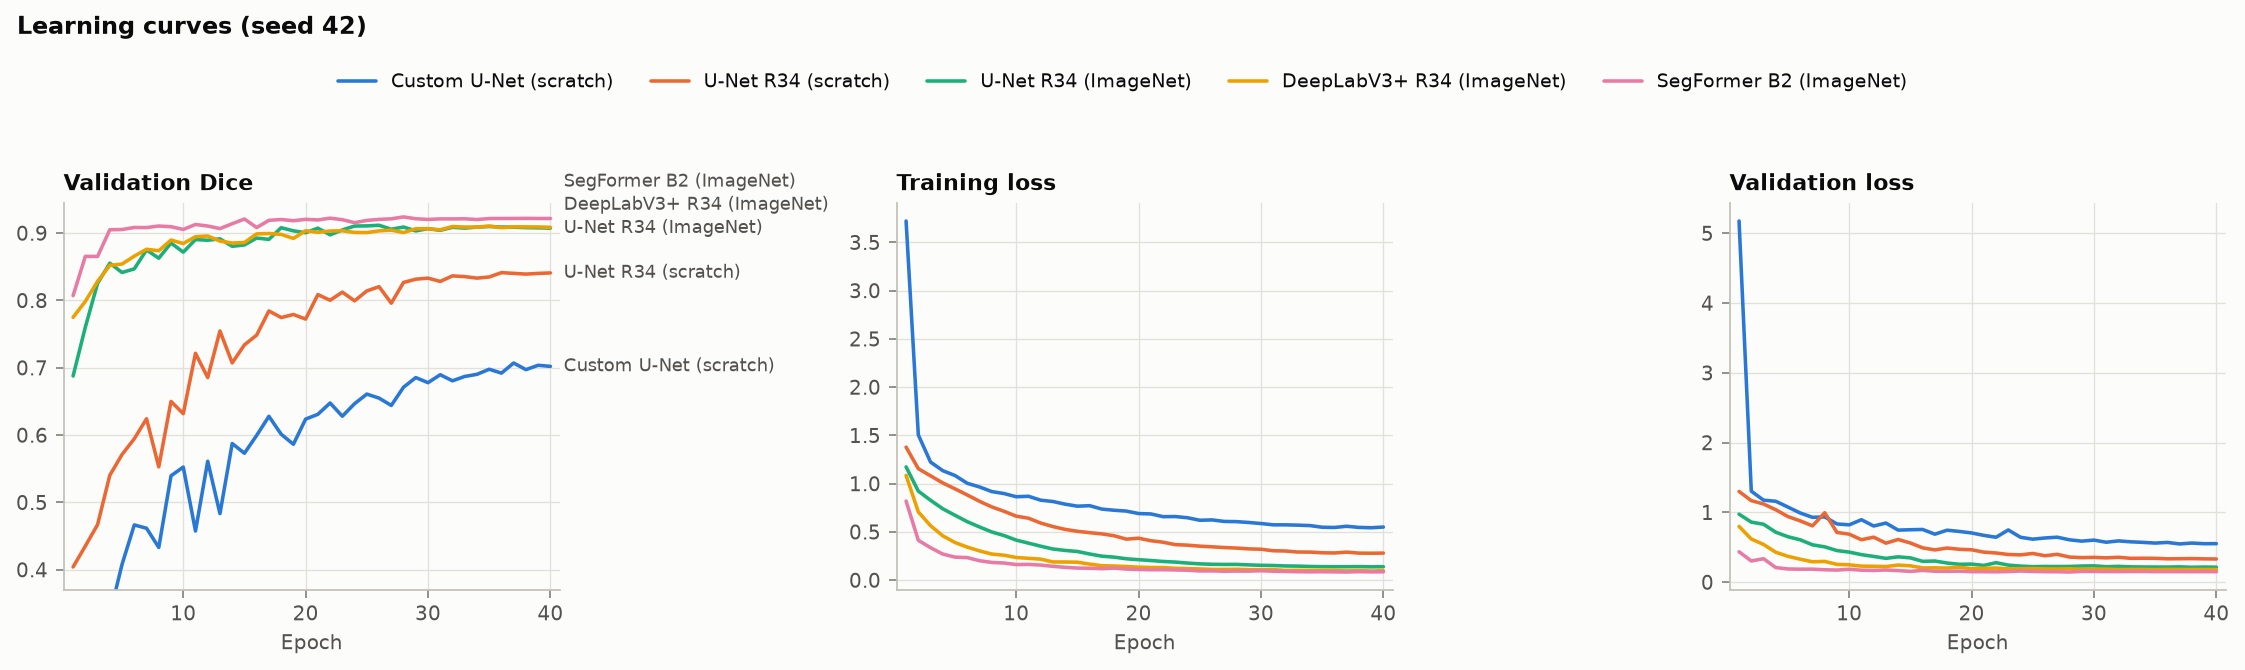 Learning curves (seed 42)
Custom U-Net (scratch) U-Net R34 (scratch) U-Net R34 (ImageNet) DeepLabV3+ R34 (ImageNet) SegFormer B2 (ImageNet)
Validation Dice
0.9
0.8
0.7
0.6
0.5
0.4
10 20 30 40
Epoch
SegFormer B2 (ImageNet)
DeepLabV3+ R34 (ImageNet)
U-Net R34 (ImageNet)
U-Net R34 (scratch)
Custom U-Net (scratch)
Training loss
3.5
3.0
2.5
2.0
1.5
1.0
0.5
0.0
10 20 30 40
Epoch
Validation loss
5
4
3
2
1
0
10 20 30 40
Epoch